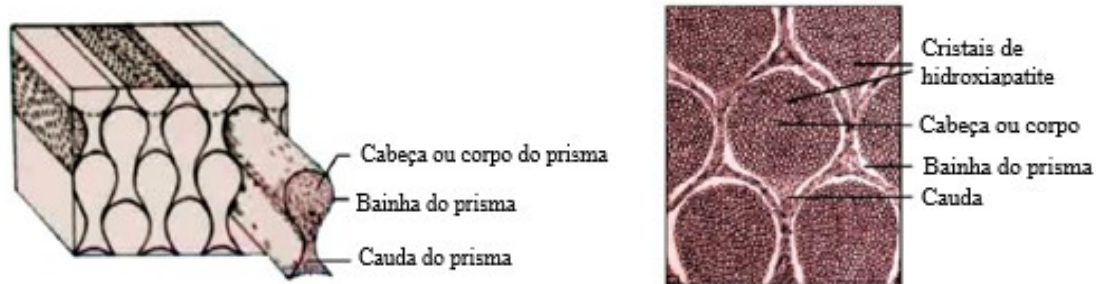 Cabeça ou corpo do prisma
Bainha do prisma
Cauda do prisma
Cristais de
hidroxiapatite
Cabeça ou corpo
Bainha do prisma
Cauda